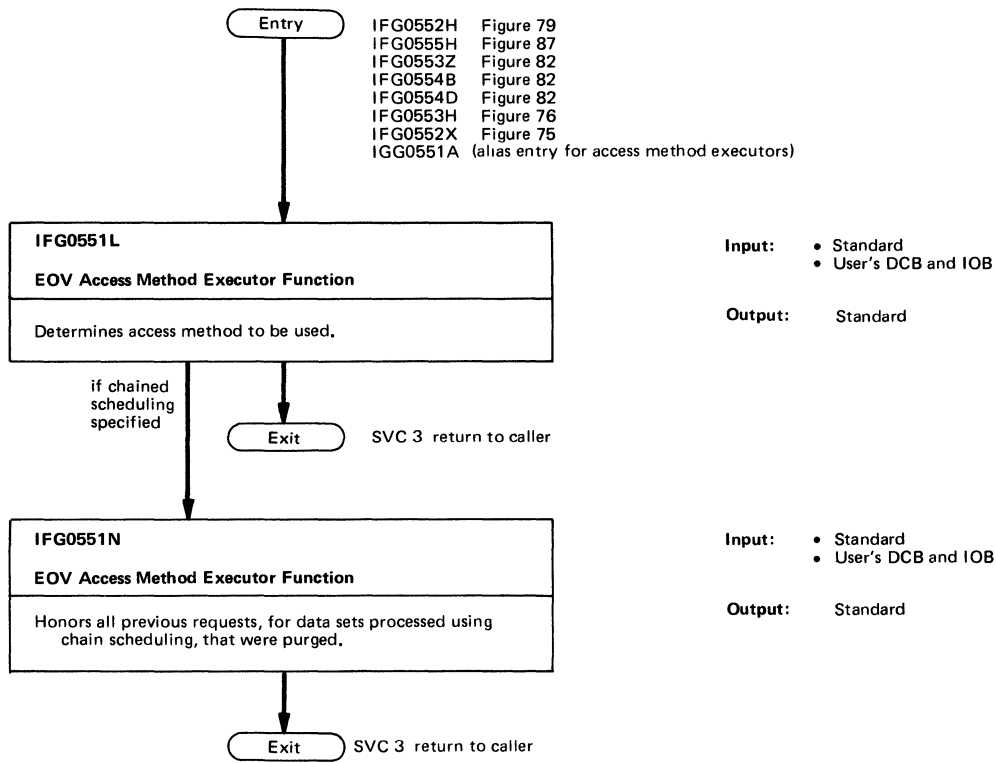 Entry
IFG0552H Figure 79
IFG0555H Figure 87
IFG0553Z Figure 82
IFG0554B Figure 82
IFG0554D Figure 82
IFG0553H Figure 76
IFG0552X Figure 75
IGG0551A (alias entry for access method executors)
IFG0551L
EOV Access Method Executor Function
Determines access method to be used.
Input: • Standard
• User's DCB and IOB
Output: Standard
if chained
scheduling
specified
Exit SVC 3 return to caller
IFG0551N
EOV Access Method Executor Function
Honors all previous requests, for data sets processed using
chain scheduling, that were purged.
Input: • Standard
• User's DCB and IOB
Output: Standard
Exit SVC 3 return to caller